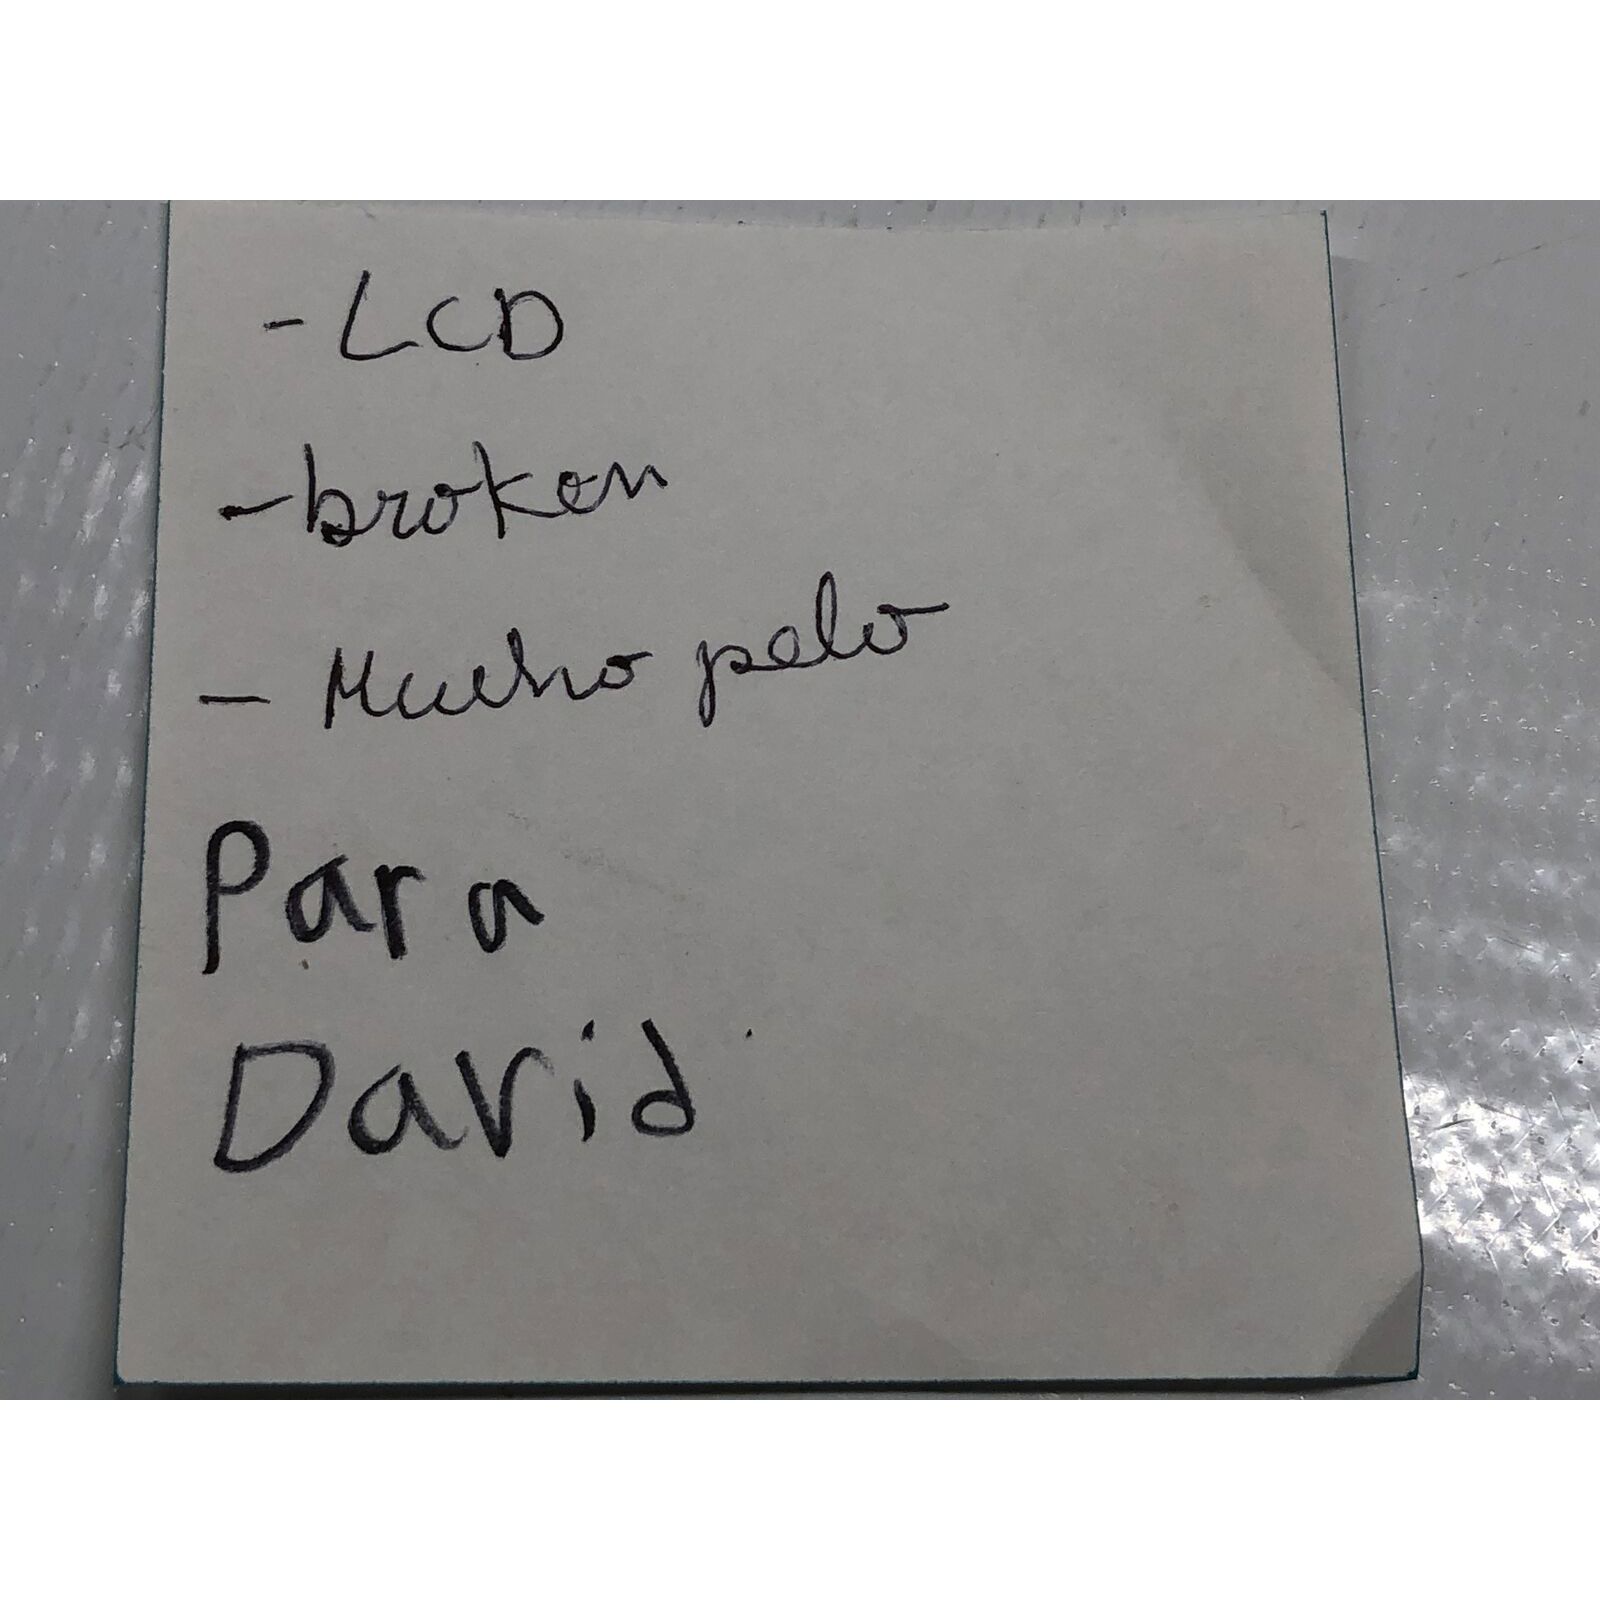 - LCD
- broken
- Mucho pelo
Para
David